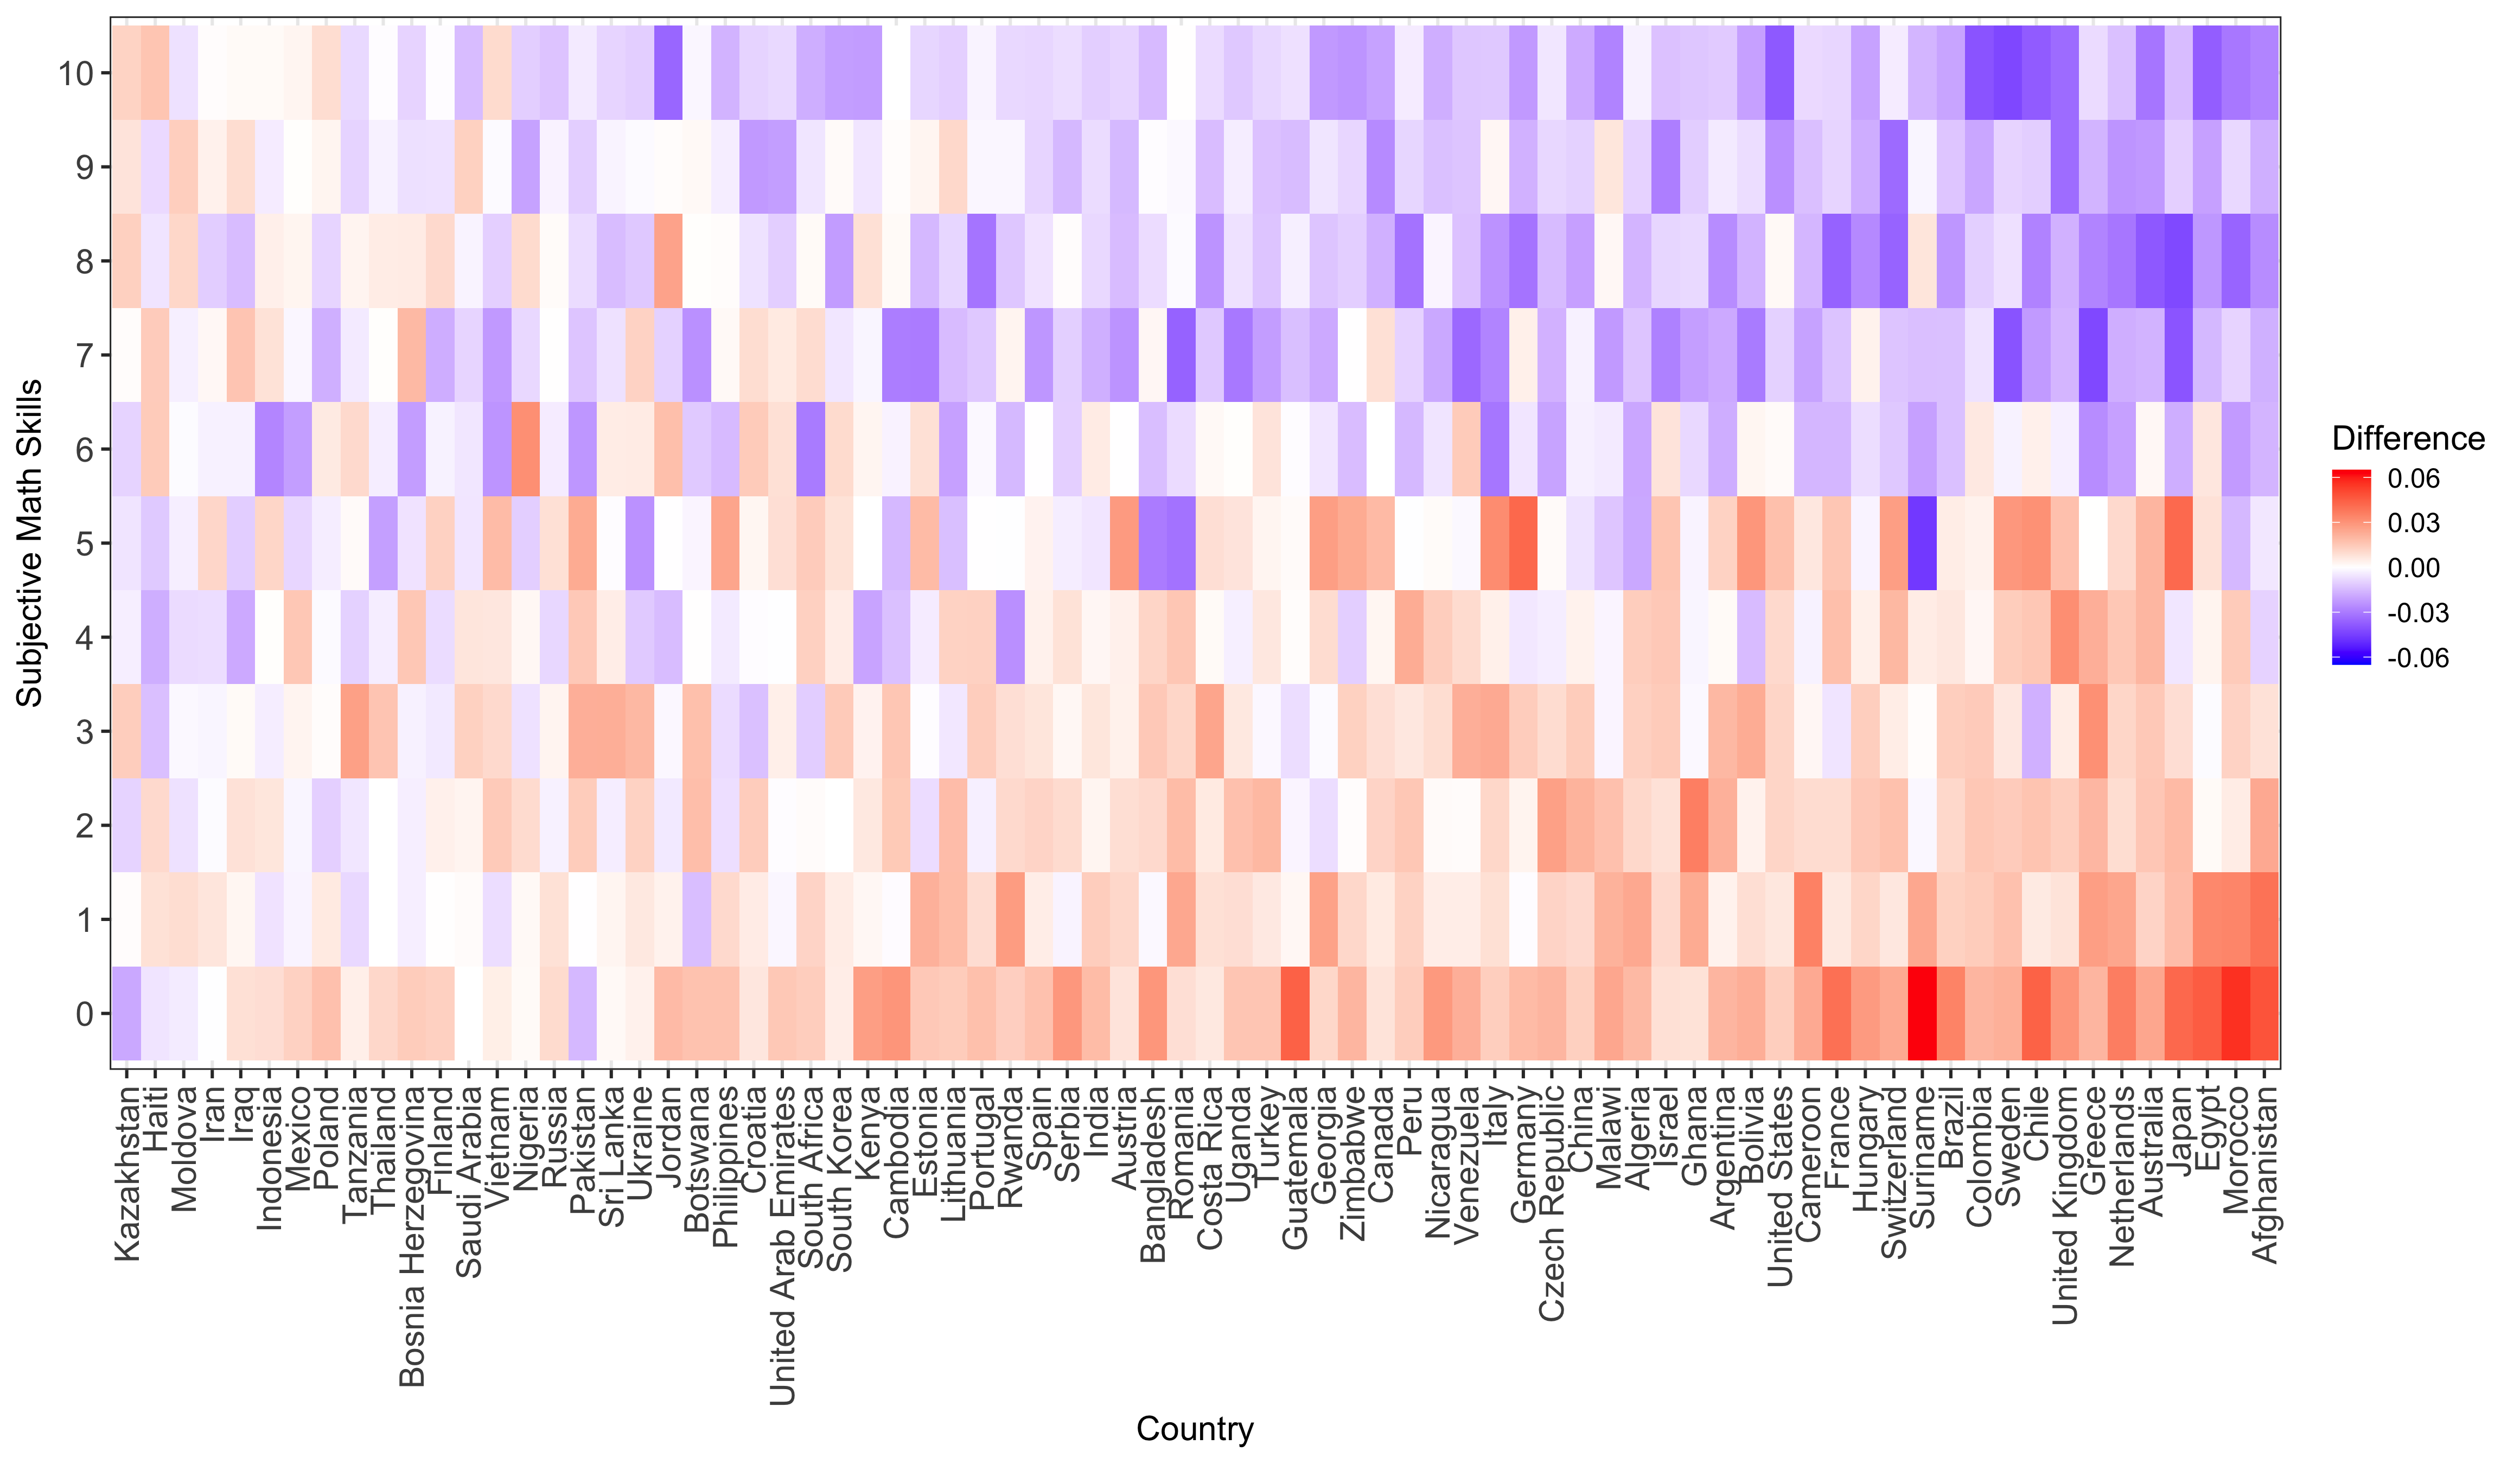 10
9
8
7
6
5
4
3
2
1
0
Subjective Math Skills
Kazakhstan
Haiti
Moldova
Iran
Iraq
Indonesia
Mexico
Poland
Tanzania
Thailand
Bosnia Herzegovina
Finland
Saudi Arabia
Vietnam
Nigeria
Russia
Pakistan
Sri Lanka
Ukraine
Jordan
Botswana
Philippines
Croatia
United Arab Emirates
South Africa
South Korea
Kenya
Cambodia
Estonia
Lithuania
Portugal
Rwanda
Spain
Serbia
India
Austria
Bangladesh
Romania
Costa Rica
Uganda
Turkey
Guatemala
Georgia
Zimbabwe
Canada
Peru
Nicaragua
Venezuela
Italy
Germany
Czech Republic
China
Malawi
Algeria
Israel
Ghana
Argentina
Bolivia
United States
Cameroon
France
Hungary
Switzerland
Suriname
Brazil
Colombia
Sweden
Chile
United Kingdom
Greece
Netherlands
Australia
Japan
Egypt
Morocco
Afghanistan
Country
Difference
0.06
0.03
0.00
-0.03
-0.06